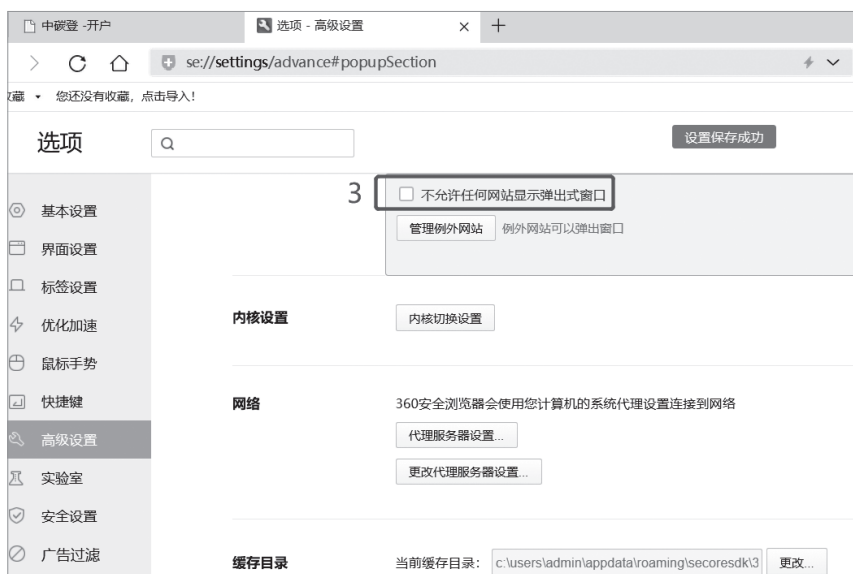 中碳登 -开户
选项 - 高级设置
se://settings/advance#popupSection
您还没有收藏，点击导入！
选项
设置保存成功
3
不允许任何网站显示弹出式窗口
管理例外网站 例外网站可以弹出窗口
基本设置
界面设置
标签设置
优化加速
鼠标手势
快捷键
高级设置
实验室
安全设置
广告过滤
内核设置
内核切换设置
网络
360安全浏览器会使用您计算机的系统代理设置连接到网络
代理服务器设置...
更改代理服务器设置...
缓存目录
当前缓存目录： c:\users\admin\appdata\roaming\secoresdk\3 更改...